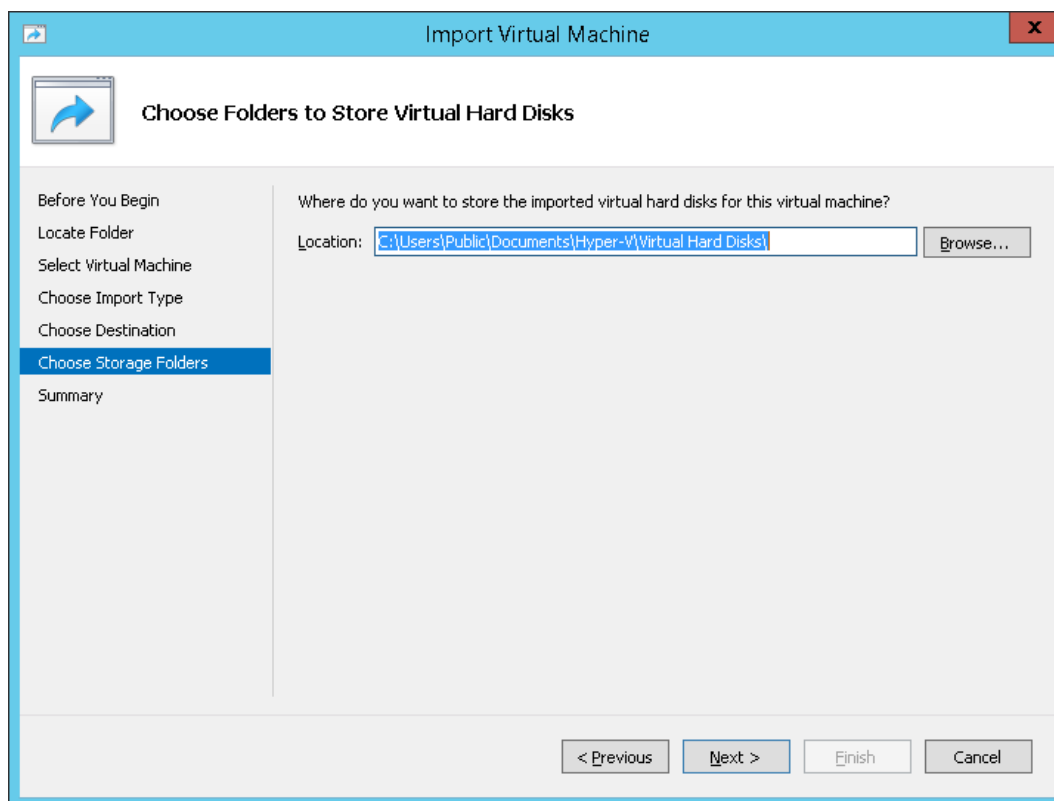 Import Virtual Machine
x
Choose Folders to Store Virtual Hard Disks
Before You Begin
Locate Folder
Select Virtual Machine
Choose Import Type
Choose Destination
Choose Storage Folders
Summary
Where do you want to store the imported virtual hard disks for this virtual machine?
Location: C:\Users\Public\Documents\Hyper-V\Virtual Hard Disks\ Browse...
< Previous Next > Finish Cancel